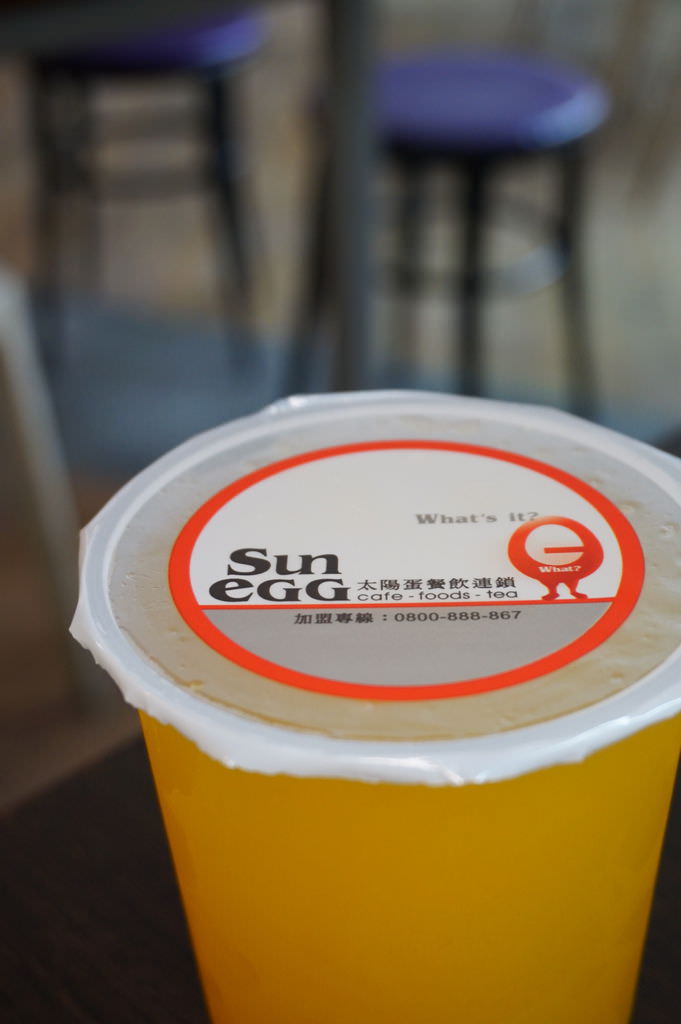 What's it?
What?
Sun
eGG 太陽蛋餐飲連鎖
cafe - foods - tea
加盟專線：0800-888-867